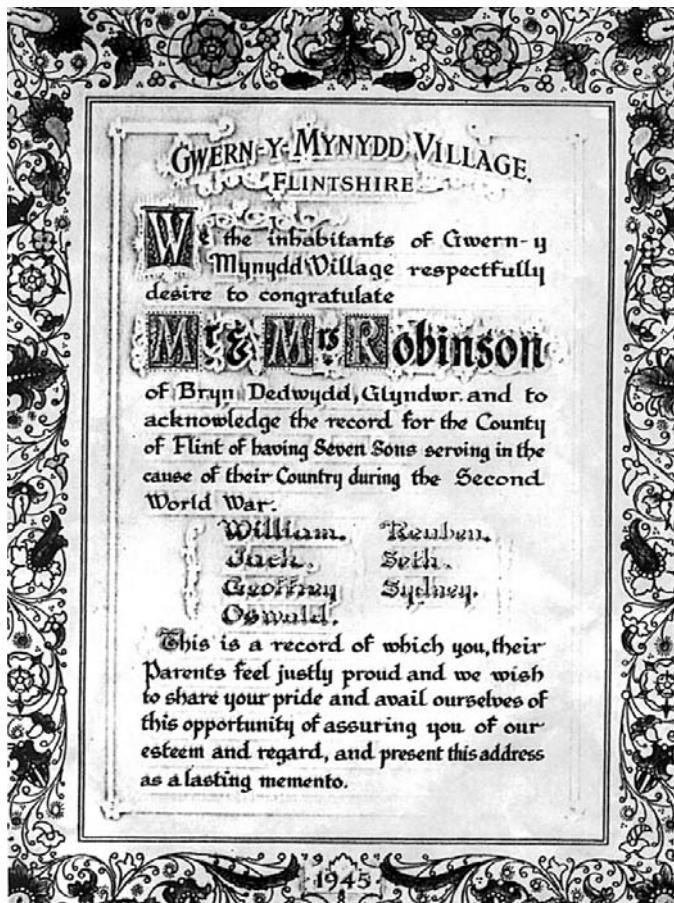 GWERN-Y-MYNYDD VILLAGE.
FLINTSHIRE
We the inhabitants of Gwern-y
Mynydd Village respectfully
desire to congratulate
Mr & Mrs Robinson
of Bryn Dedwydd, Glyndwr. and to
acknowledge the record for the County
of Flint of having Seven Sons serving in the
cause of their Country during the Second
World War.
William. Reuben.
Jack. Seth.
Geoffrey Sydney.
Oswald.
This is a record of which you, their
Parents feel justly proud and we wish
to share your pride and avail ourselves of
this opportunity of assuring you of our
esteem and regard, and present this address
as a lasting memento.
1945